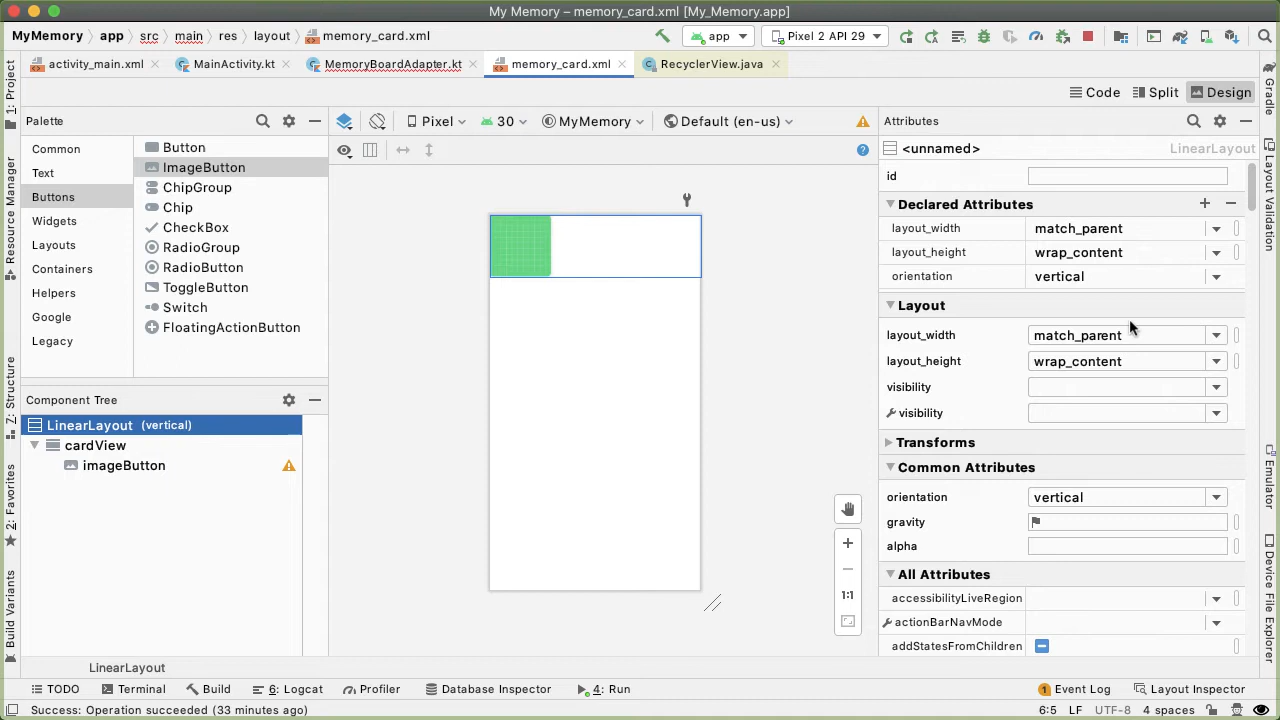 My Memory – memory_card.xml [My_Memory.app]
MyMemory app src main res layout memory_card.xml app Pixel 2 API 29
activity_main.xml MainActivity.kt MemoryBoardAdapter.kt memory_card.xml RecyclerView.java
Code Split Design
1: Project
Resource Manager
Z: Structure
2: Favorites
Build Variants
Palette
Common
Text
Buttons
Widgets
Layouts
Containers
Helpers
Google
Legacy
Button
ImageButton
ChipGroup
Chip
CheckBox
RadioGroup
RadioButton
ToggleButton
Switch
FloatingActionButton
Component Tree
LinearLayout (vertical)
cardView
imageButton
Pixel 30 MyMemory Default (en-us)
1:1
Attributes
<unnamed> LinearLayout
id
Declared Attributes
layout_width match_parent
layout_height wrap_content
orientation vertical
Layout
layout_width match_parent
layout_height wrap_content
visibility
visibility
Transforms
Common Attributes
orientation vertical
gravity
alpha
All Attributes
accessibilityLiveRegion
actionBarNavMode
addStatesFromChildren
Gradle
Layout Validation
Emulator
Device File Explorer
LinearLayout
TODO Terminal Build 6: Logcat Profiler Database Inspector 4: Run 1 Event Log Layout Inspector
Success: Operation succeeded (33 minutes ago) 6:5 LF UTF-8 4 spaces